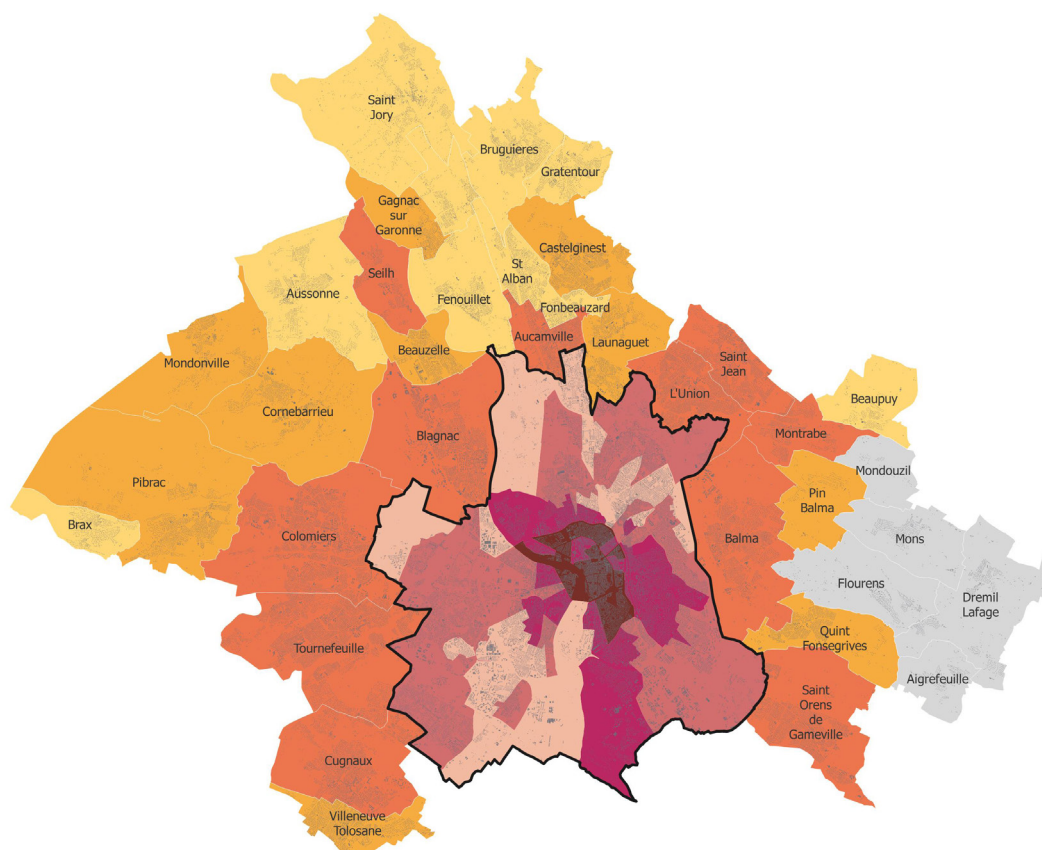 Saint
Jory
Bruguieres
Gratentour
Gagnac
sur
Garonne
Castelginest
Seilh
St
Alban
Aussonne
Fenouillet
Fonbeauzard
Aucamville
Launaguet
Beauzelle
Mondonville
Saint
Jean
L'Union
Beaupuy
Cornebarrieu
Blagnac
Montrabe
Mondouzil
Pibrac
Pin
Balma
Brax
Colomiers
Balma
Mons
Flourens
Dremil
Lafage
Tournefeuille
Quint
Fonsegrives
Aigrefeuille
Saint
Orens
de
Gameville
Cugnaux
Villeneuve
Tolosane